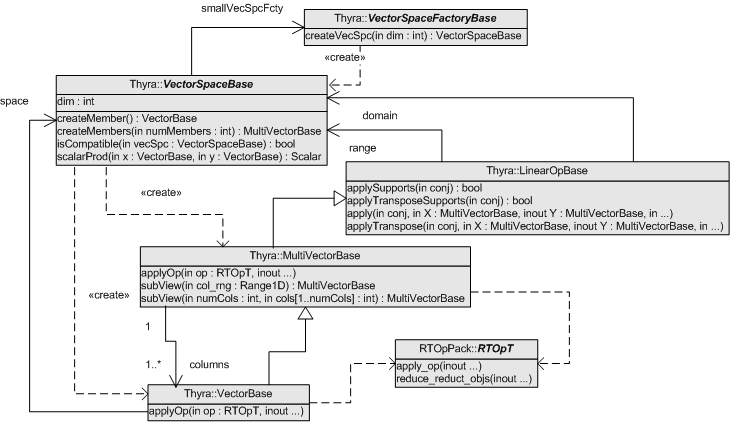 smallVecSpcFcty
Thyra::VectorSpaceFactoryBase
createVecSpc(in dim : int) : VectorSpaceBase
«create»
Thyra::VectorSpaceBase
dim : int
createMember() : VectorBase
createMembers(in numMembers : int) : MultiVectorBase
isCompatible(in vecSpc : VectorSpaceBase) : bool
scalarProd(in x : VectorBase, in y : VectorBase) : Scalar
space
domain
range
Thyra::LinearOpBase
applySupports(in conj) : bool
applyTransposeSupports(in conj) : bool
apply(in conj, in X : MultiVectorBase, inout Y : MultiVectorBase, in ...)
applyTranspose(in conj, in X : MultiVectorBase, inout Y : MultiVectorBase, in ...)
«create»
Thyra::MultiVectorBase
applyOp(in op : RTOpT, inout ...)
subView(in col_rng : Range1D) : MultiVectorBase
subView(in numCols : int, in cols[1..numCols] : int) : MultiVectorBase
«create»
1
1..*
columns
RTOpPack::RTOpT
apply_op(inout ...)
reduce_reduct_objs(inout ...)
Thyra::VectorBase
applyOp(in op : RTOpT, inout ...)